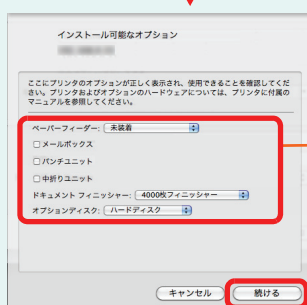 インストール可能なオプション
ここにプリンタのオプションが正しく表示され、使用できることを確認してくだ
さい。プリンタおよびオプションのハードウェアについては、プリンタに付属の
マニュアルを参照してください。
ペーパーフィーダー: 未装着
メールボックス
パンチユニット
中折りユニット
ドキュメント フィニッシャー: 4000枚フィニッシャー
オプションディスク: ハードディスク
キャンセル 続ける